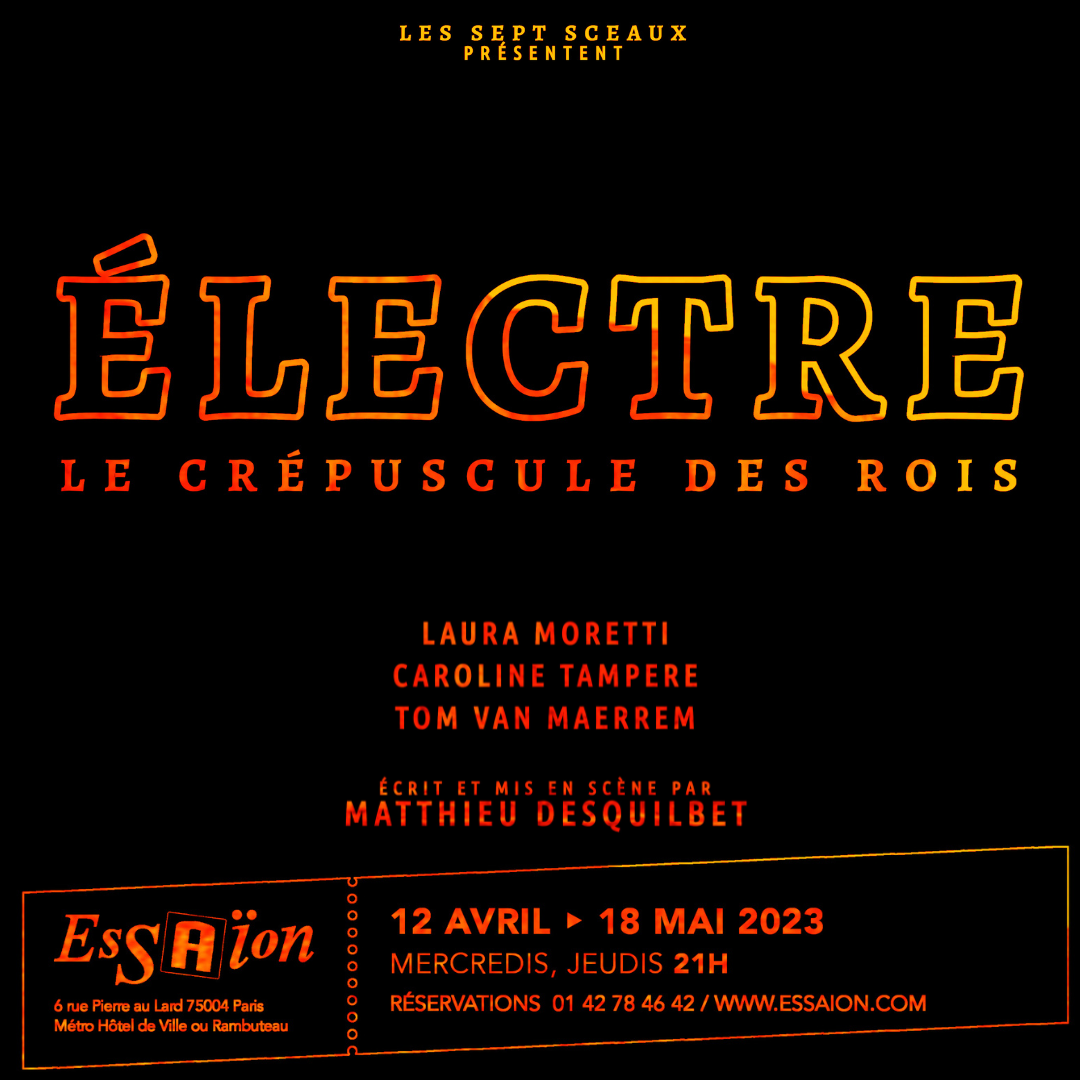 LES SEPT SCEAUX
PRÉSENTENT
ÉLECTRE
LE CRÉPUSCULE DES ROIS
LAURA MORETTI
CAROLINE TAMPERE
TOM VAN MAERREM
ÉCRIT ET MIS EN SCÈNE PAR
MATTHIEU DESQUILBET
EsSAïon
6 rue Pierre au Lard 75004 Paris
Métro Hôtel de Ville ou Rambuteau
12 AVRIL ▶ 18 MAI 2023
MERCREDIS, JEUDIS 21H
RÉSERVATIONS 01 42 78 46 42 / WWW.ESSAION.COM